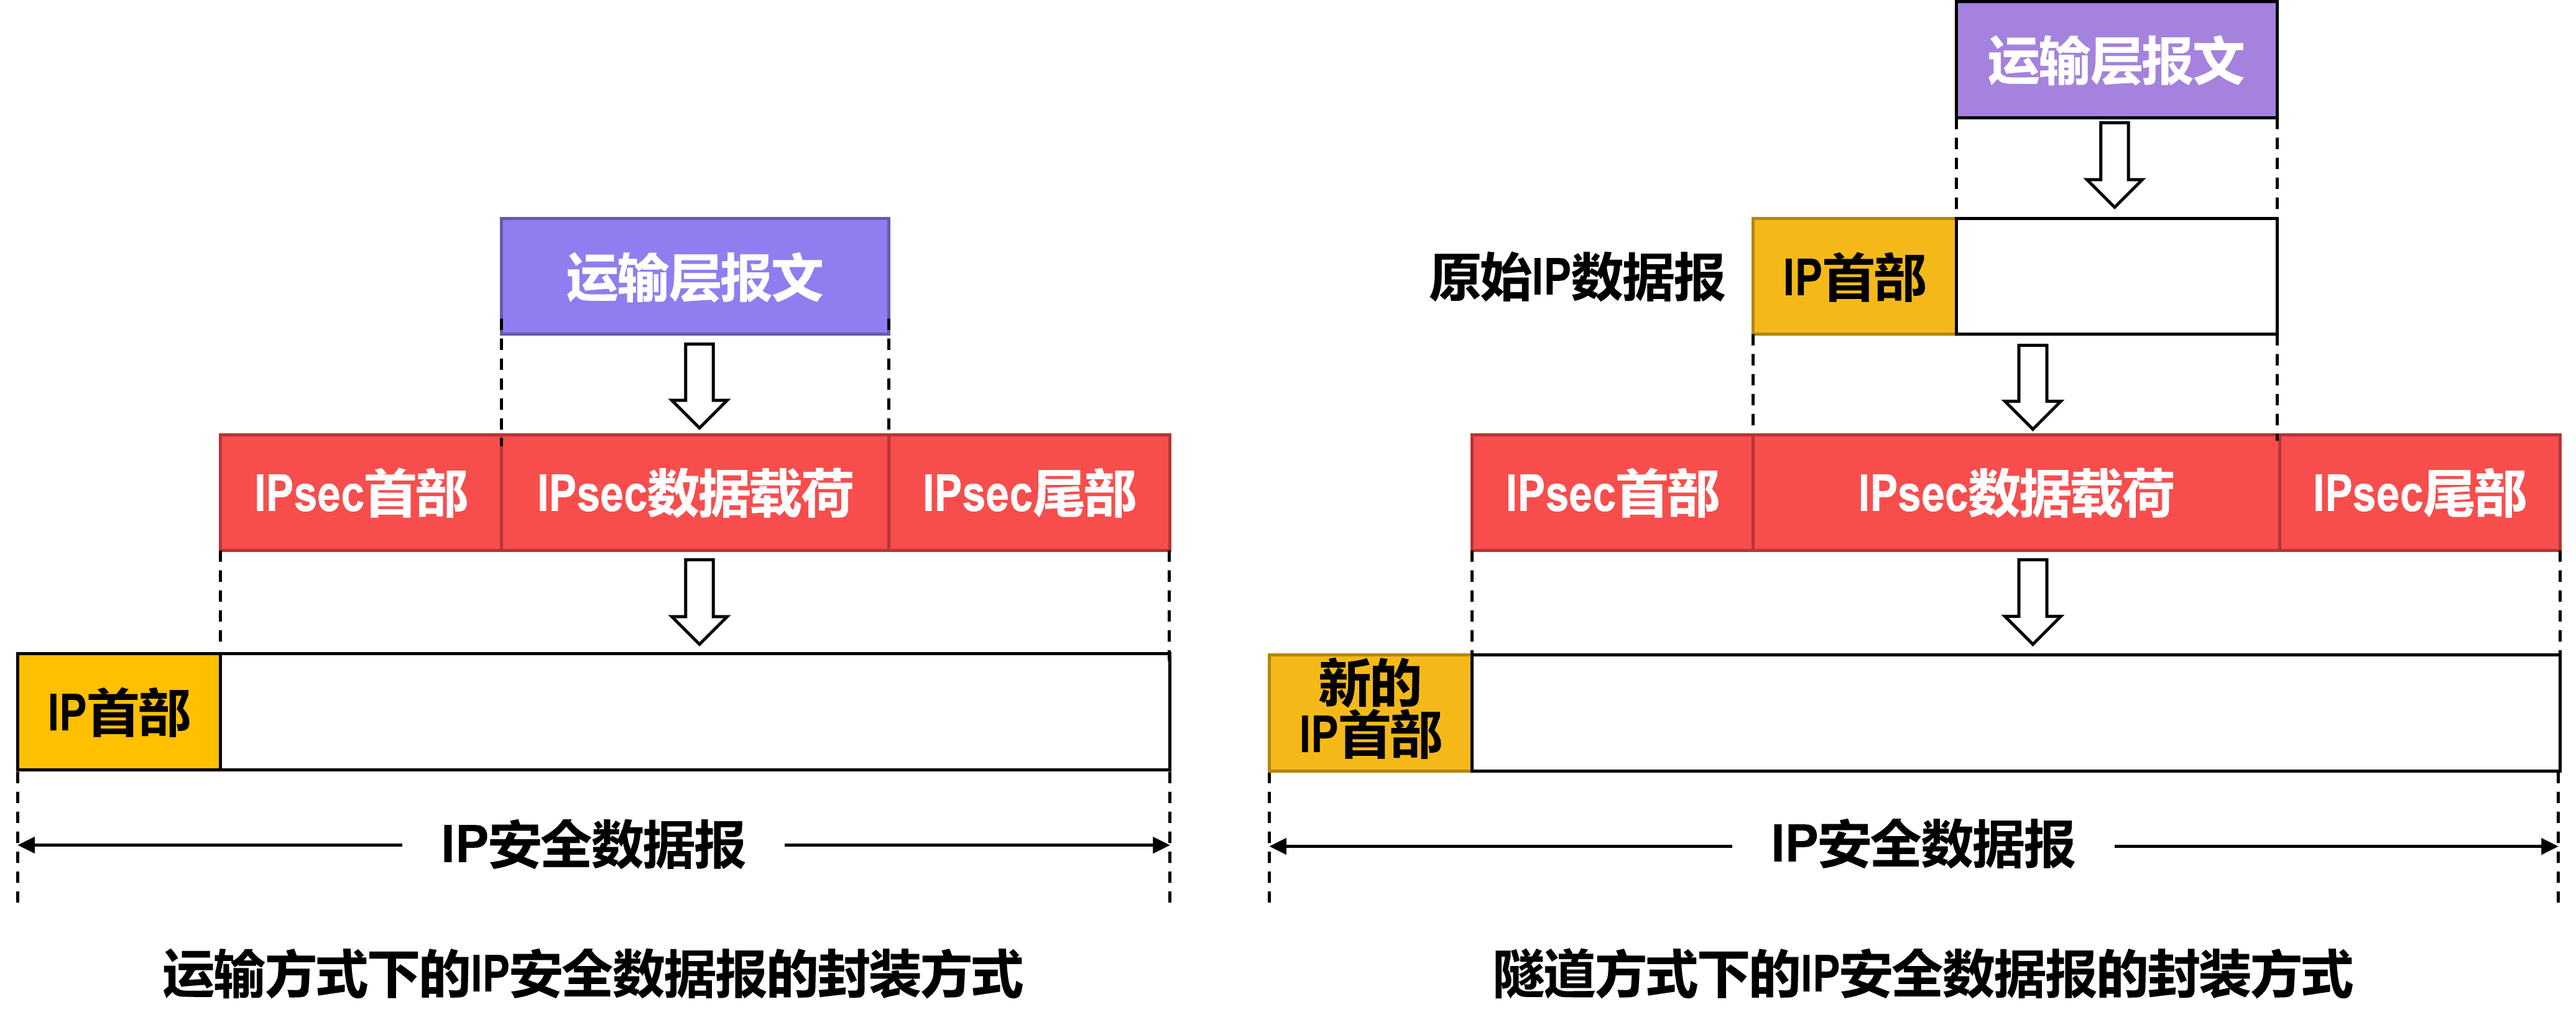 运输层报文
IPsec首部
IPsec数据载荷
IPsec尾部
IP首部
IP安全数据报
运输方式下的IP安全数据报的封装方式
运输层报文
原始IP数据报
IP首部
IPsec首部
IPsec数据载荷
IPsec尾部
新的
IP首部
IP安全数据报
隧道方式下的IP安全数据报的封装方式